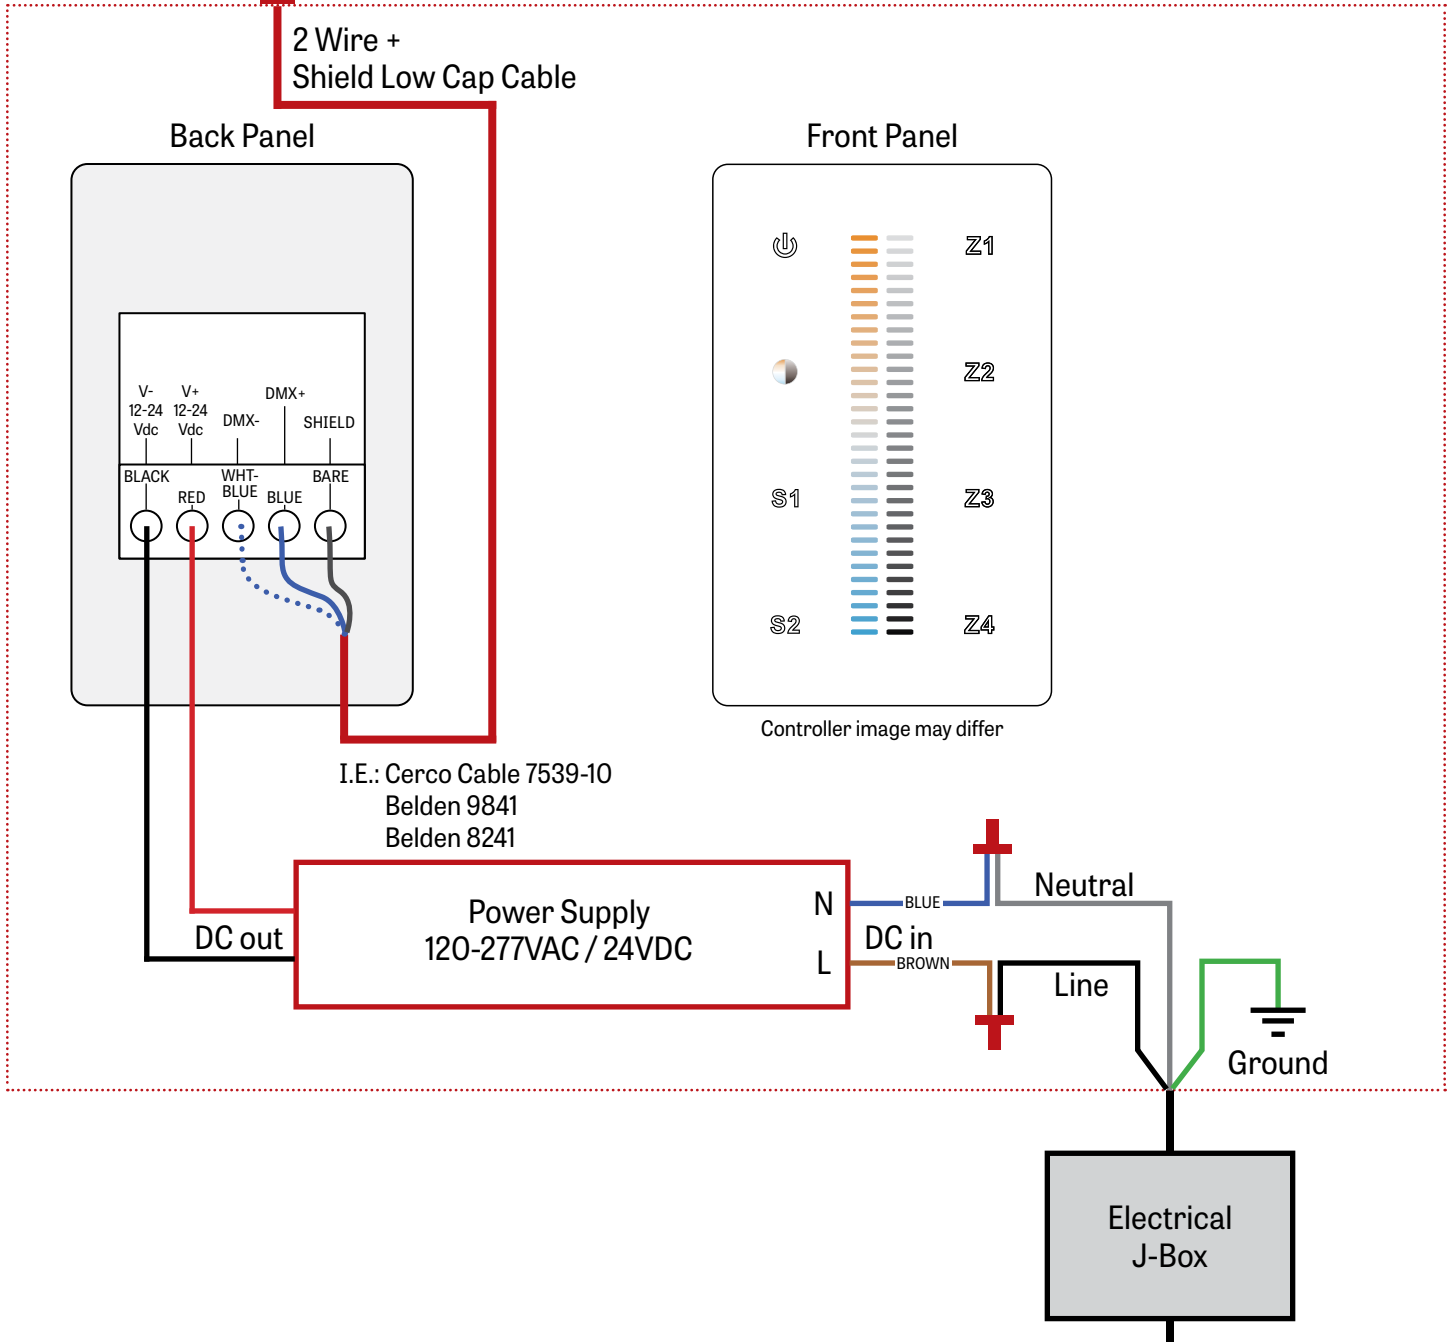 2 Wire +
Shield Low Cap Cable
Back Panel
Front Panel
V-
12-24
Vdc
V+
12-24
Vdc
DMX-
DMX+
SHIELD
BLACK
RED
WHT-
BLUE
BLUE
BARE
Z1
Z2
S1
Z3
S2
Z4
Controller image may differ
I.E.: Cerco Cable 7539-10
Belden 9841
Belden 8241
Power Supply
120-277VAC / 24VDC
DC out
N
L
BLUE
DC in
BROWN
Neutral
Line
Ground
Electrical
J-Box